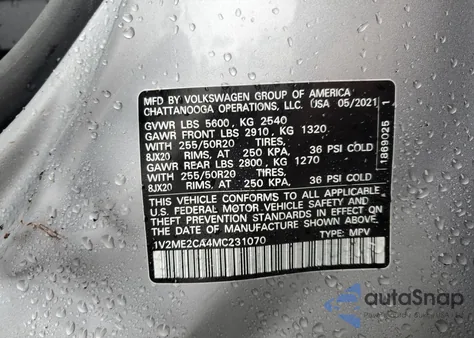 MFD BY VOLKSWAGEN GROUP OF AMERICA
CHATTANOOGA OPERATIONS, LLC. USA 05/2021
GVWR LBS 5600, KG 2540
GAWR FRONT LBS 2910, KG 1320
WITH 255/50R20 TIRES,
8JX20 RIMS, AT 250 KPA, 36 PSI COLD
GAWR REAR LBS 2800, KG 1270
WITH 255/50R20 TIRES,
8JX20 RIMS, AT 250 KPA, 36 PSI COLD
THIS VEHICLE CONFORMS TO ALL APPLICABLE
U.S. FEDERAL MOTOR VEHICLE SAFETY AND
THEFT PREVENTION STANDARDS IN EFFECT ON
THE DATE OF MANUFACTURE SHOWN ABOVE.
1V2ME2CA4MC231070 TYPE: MPV
1869025 1
autoSnap